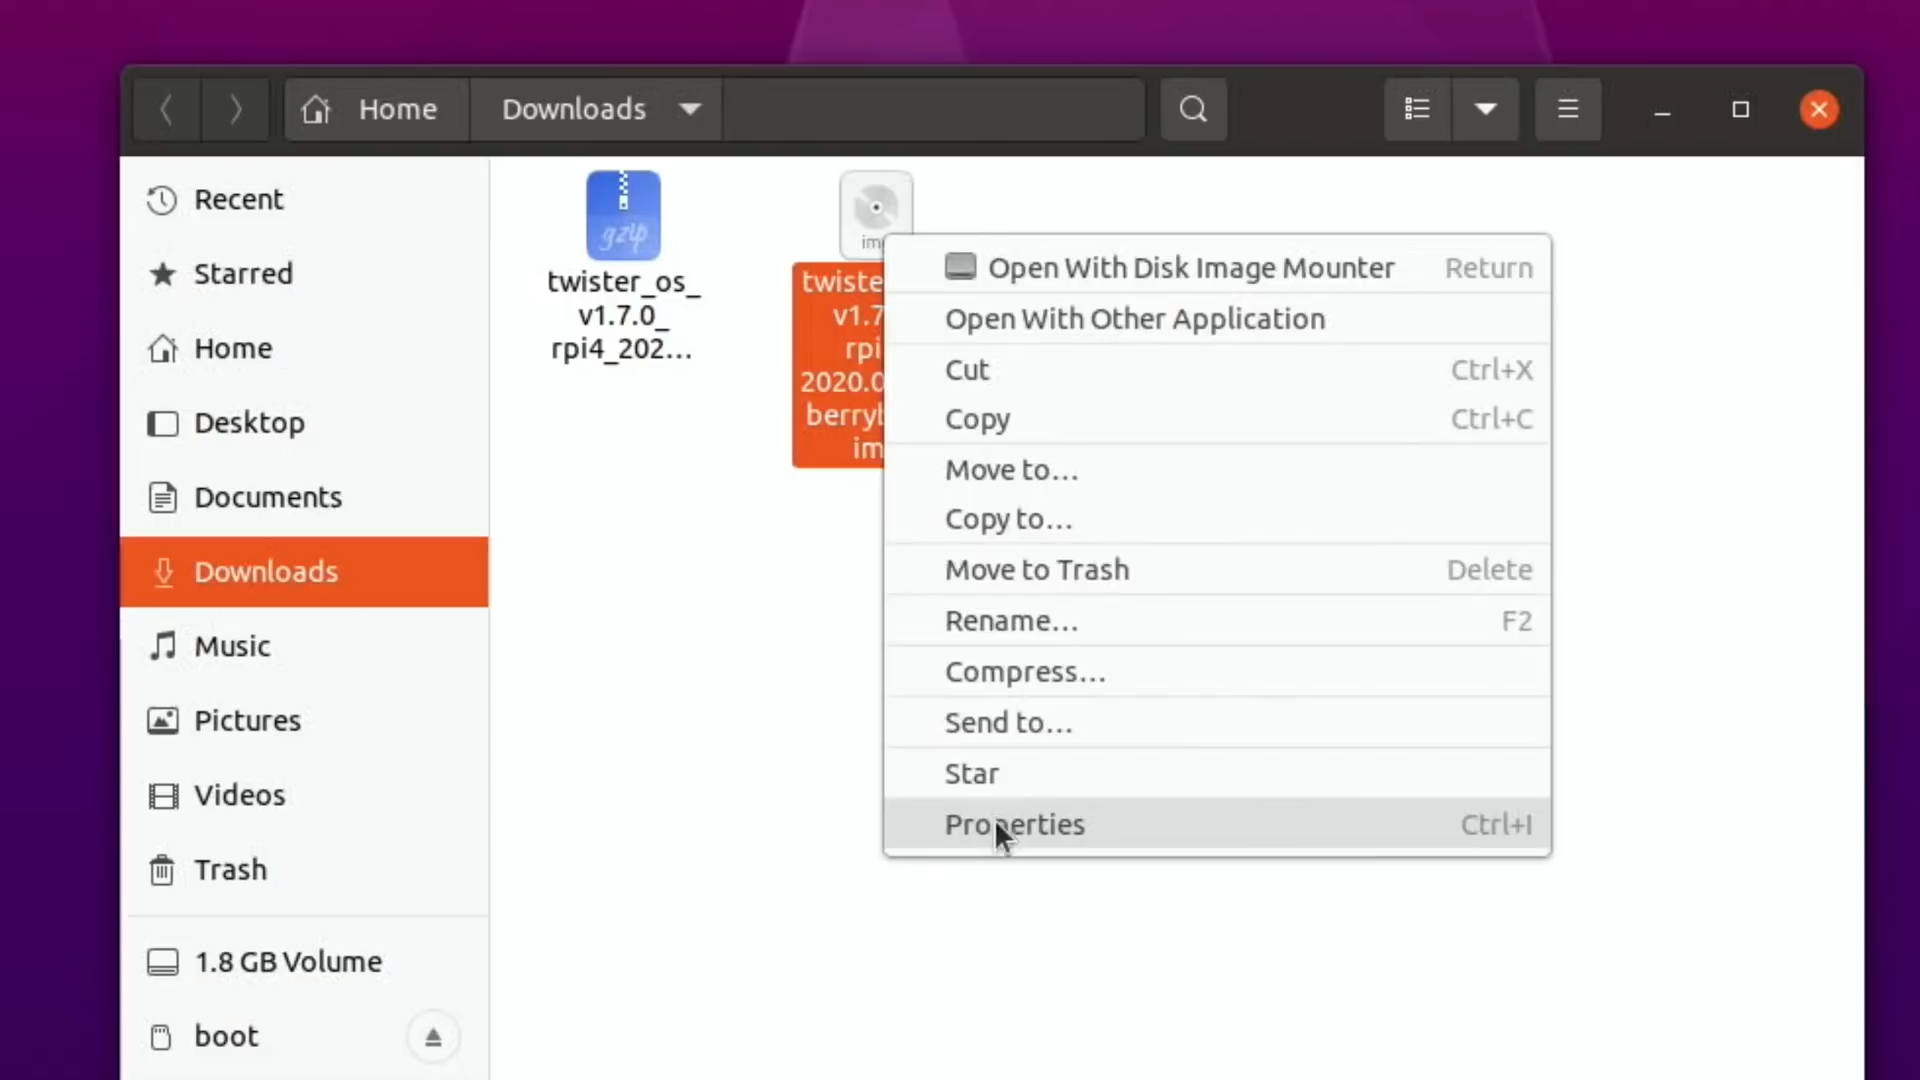 Home
Downloads
Recent
Starred
Home
Desktop
Documents
Downloads
Music
Pictures
Videos
Trash
1.8 GB Volume
boot
gzip
twister_os_
v1.7.0_
rpi4_202...
im
twiste
v1.7
rpi
2020.0
berryb
im
Open With Disk Image Mounter Return
Open With Other Application
Cut Ctrl+X
Copy Ctrl+C
Move to...
Copy to...
Move to Trash Delete
Rename... F2
Compress...
Send to...
Star
Properties Ctrl+I